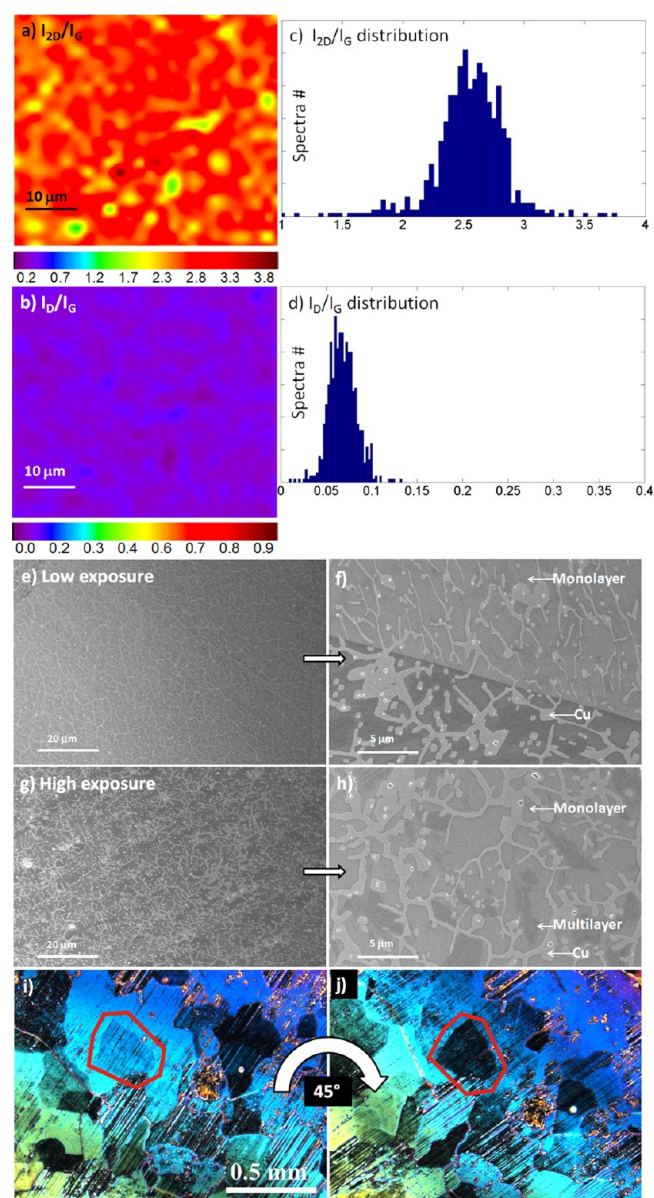 a) I2D/IG
10 µm
0.2 0.7 1.2 1.7 2.3 2.8 3.3 3.8
c) I2D/IG distribution
Spectra #
1 1.5 2 2.5 3 3.5 4
b) ID/IG
10 µm
0.0 0.2 0.3 0.4 0.6 0.7 0.9
d) ID/IG distribution
Spectra #
0 0.05 0.1 0.15 0.2 0.25 0.3 0.35 0.4
e) Low exposure
20 µm
f)
Monolayer
Cu
5 µm
g) High exposure
20 µm
h)
Monolayer
Multilayer
Cu
5 µm
i)
0.5 mm
45°
j)